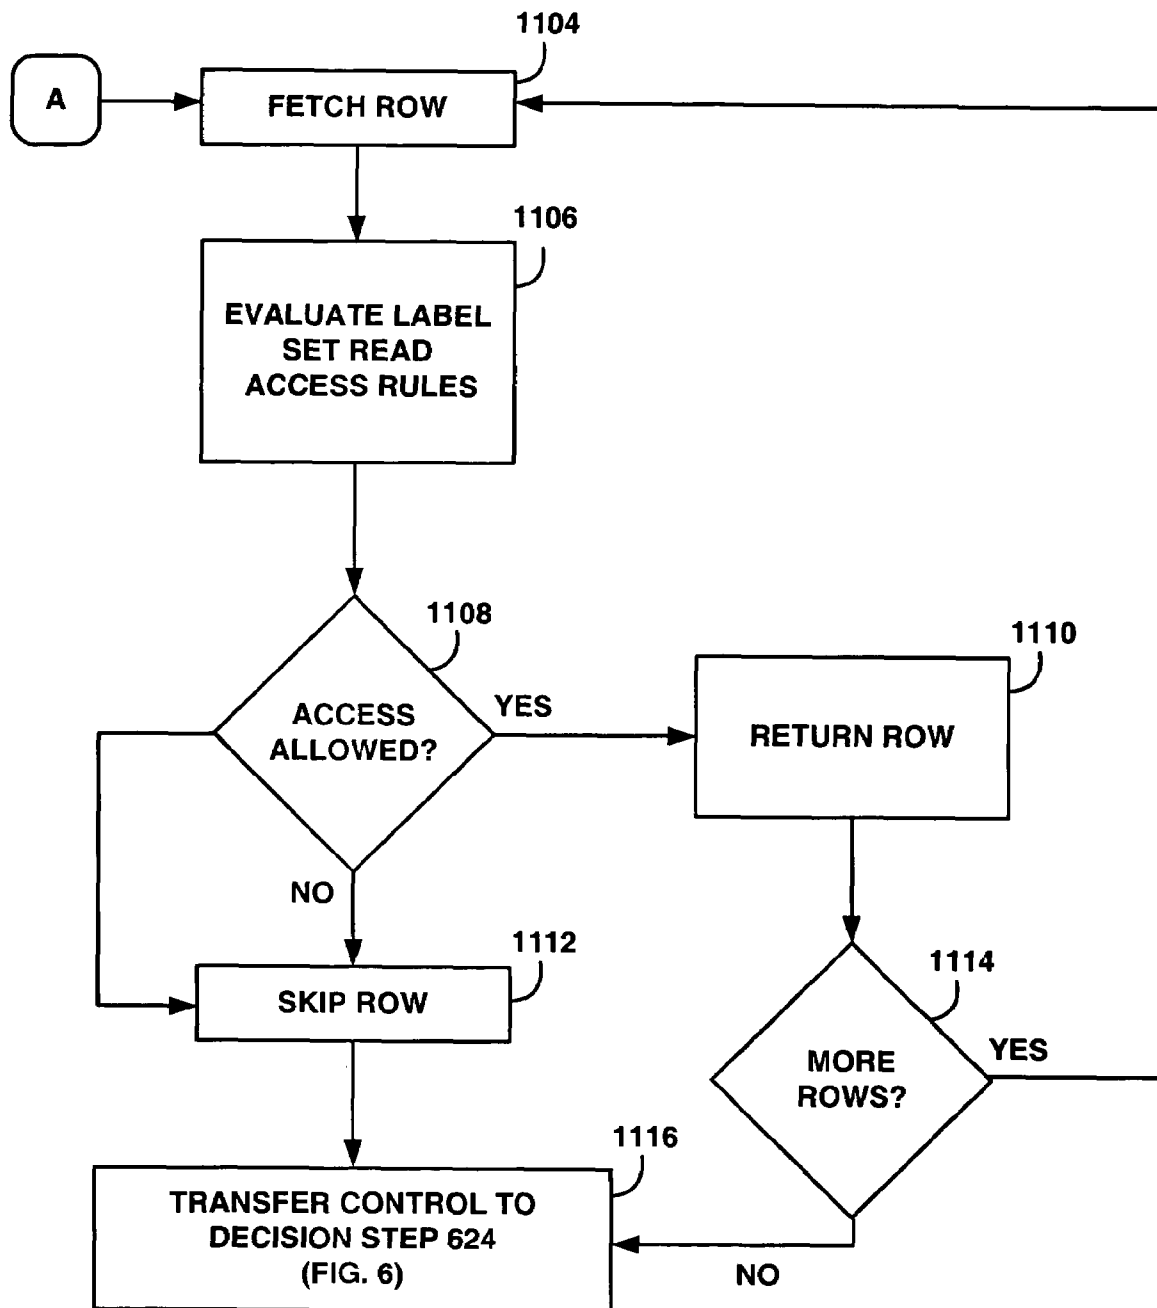 1104
A
FETCH ROW
1106
EVALUATE LABEL
SET READ
ACCESS RULES
1108
ACCESS
ALLOWED?
YES
1110
RETURN ROW
NO
1112
SKIP ROW
1114
MORE
ROWS?
YES
1116
TRANSFER CONTROL TO
DECISION STEP 624
(FIG. 6)
NO